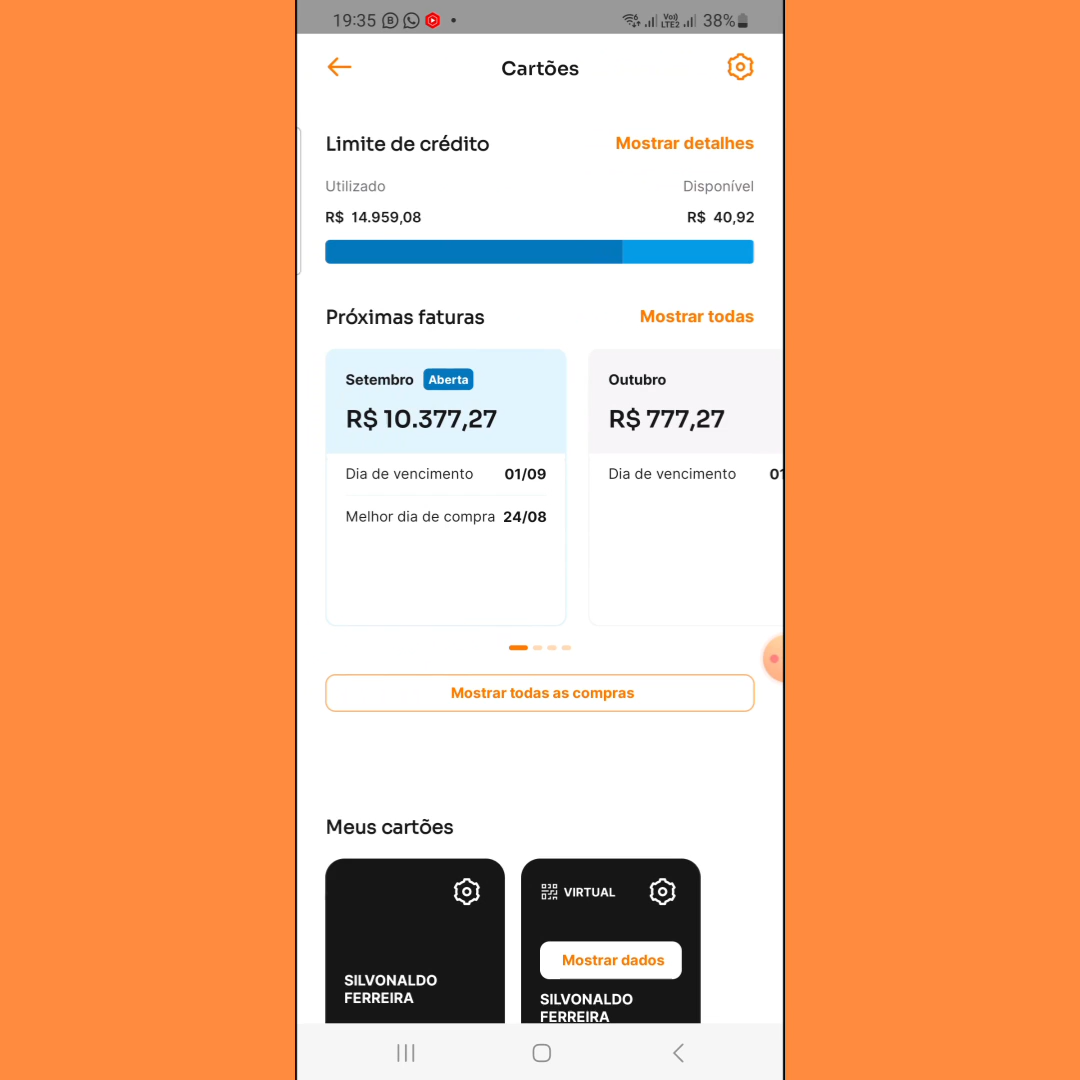 19:35 38%
Cartões
Limite de crédito Mostrar detalhes
Utilizado Disponível
R$ 14.959,08 R$ 40,92
Próximas faturas Mostrar todas
Setembro Aberta Outubro
R$ 10.377,27 R$ 777,27
Dia de vencimento 01/09 Dia de vencimento 01
Melhor dia de compra 24/08
Mostrar todas as compras
Meus cartões
VIRTUAL
Mostrar dados
SILVONALDO
FERREIRA
SILVONALDO
FERREIRA